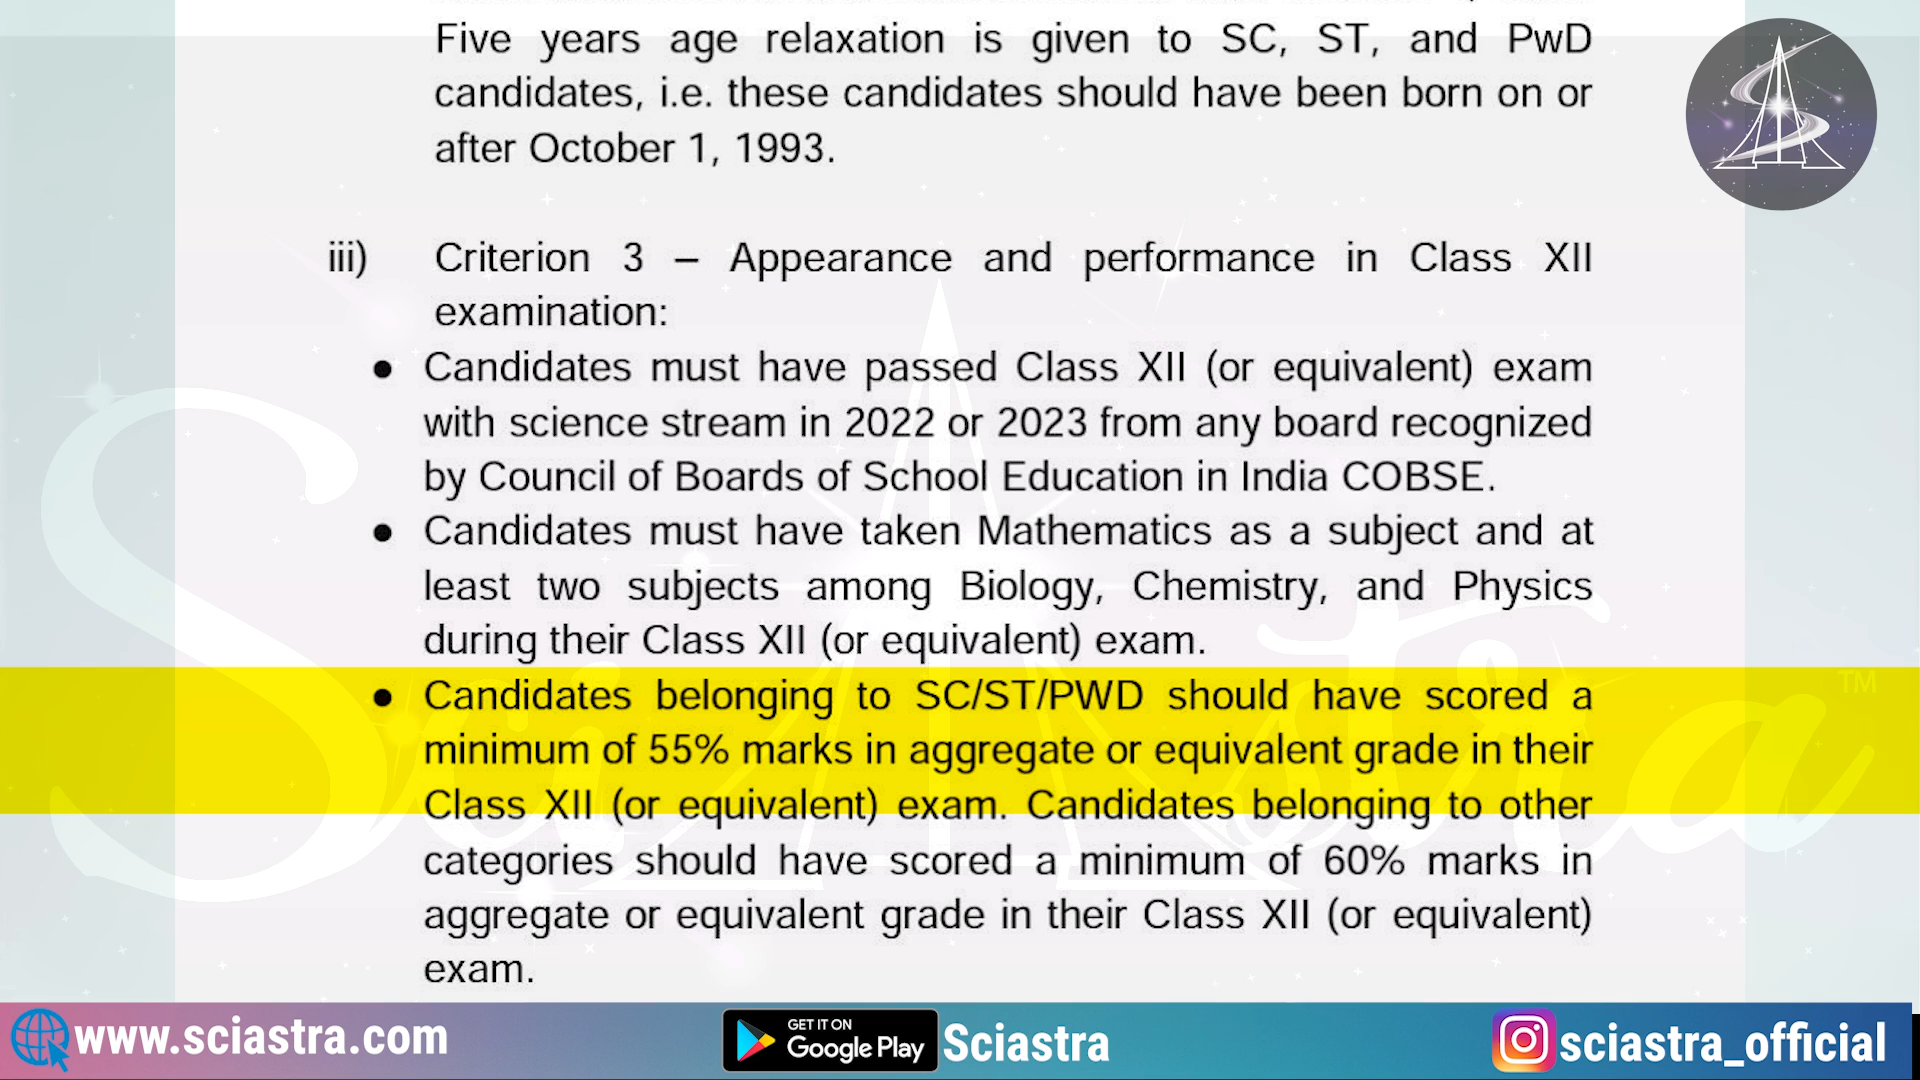 Five years age relaxation is given to SC, ST, and PwD
candidates, i.e. these candidates should have been born on or
after October 1, 1993.
iii) Criterion 3 – Appearance and performance in Class XII
examination:
● Candidates must have passed Class XII (or equivalent) exam
with science stream in 2022 or 2023 from any board recognized
by Council of Boards of School Education in India COBSE.
● Candidates must have taken Mathematics as a subject and at
least two subjects among Biology, Chemistry, and Physics
during their Class XII (or equivalent) exam.
● Candidates belonging to SC/ST/PWD should have scored a
minimum of 55% marks in aggregate or equivalent grade in their
Class XII (or equivalent) exam. Candidates belonging to other
categories should have scored a minimum of 60% marks in
aggregate or equivalent grade in their Class XII (or equivalent)
exam.
SciAstra TM
www.sciastra.com
GET IT ON
Google Play
Sciastra
sciastra_official